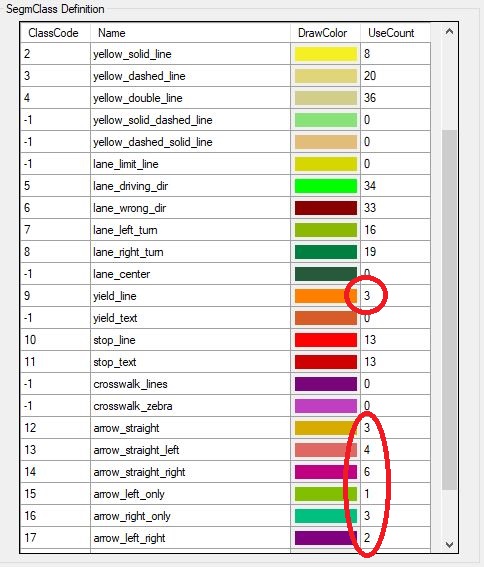 SegmClass Definition
ClassCode Name DrawColor UseCount
2 yellow_solid_line 8
3 yellow_dashed_line 20
4 yellow_double_line 36
-1 yellow_solid_dashed_line 0
-1 yellow_dashed_solid_line 0
-1 lane_limit_line 0
5 lane_driving_dir 34
6 lane_wrong_dir 33
7 lane_left_turn 16
8 lane_right_turn 19
-1 lane_center 0
9 yield_line 3
-1 yield_text 0
10 stop_line 13
11 stop_text 13
-1 crosswalk_lines 0
-1 crosswalk_zebra 0
12 arrow_straight 3
13 arrow_straight_left 4
14 arrow_straight_right 6
15 arrow_left_only 1
16 arrow_right_only 3
17 arrow_left_right 2